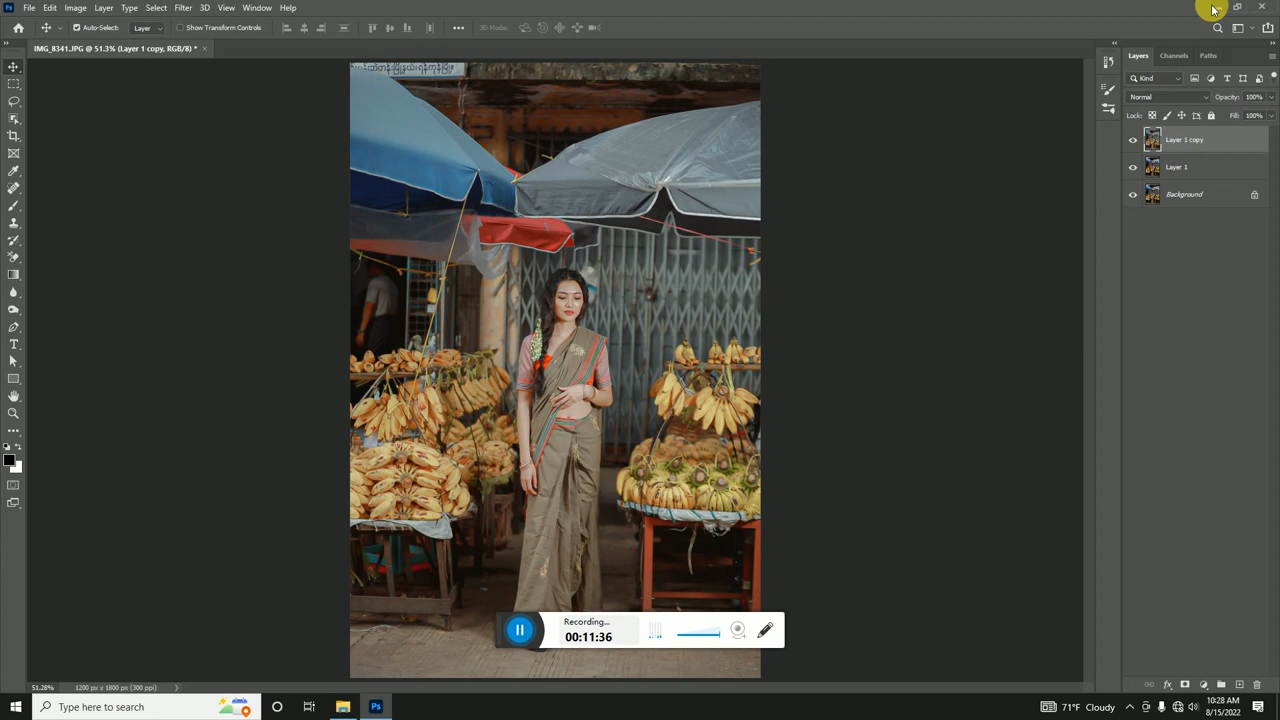 File Edit Image Layer Type Select Filter 3D View Window Help
Auto-Select: Layer Show Transform Controls 3D Mode:
IMG_8341.JPG @ 51.3% (Layer 1 copy, RGB/8) *
Layers Channels Paths
Kind
Normal Opacity: 100%
Lock: Fill: 100%
Layer 1 copy
Layer 1
Background
Recording...
00:11:36
51.28% 1200 px x 1800 px (300 ppi)
Type here to search
71°F Cloudy
10:28 AM
8/15/2022